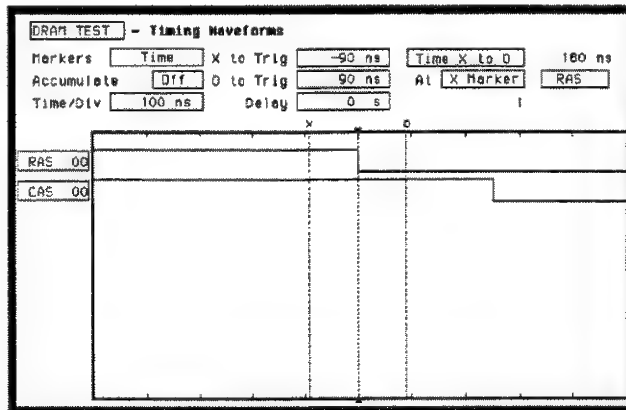 DRAM TEST - Timing Waveforms
Markers Time X to Trig -90 ns Time X to O 180 ns
Accumulate Off O to Trig 90 ns At X Marker RAS
Time/Div 100 ns Delay 0 s 1
X O
RAS 00
CAS 00